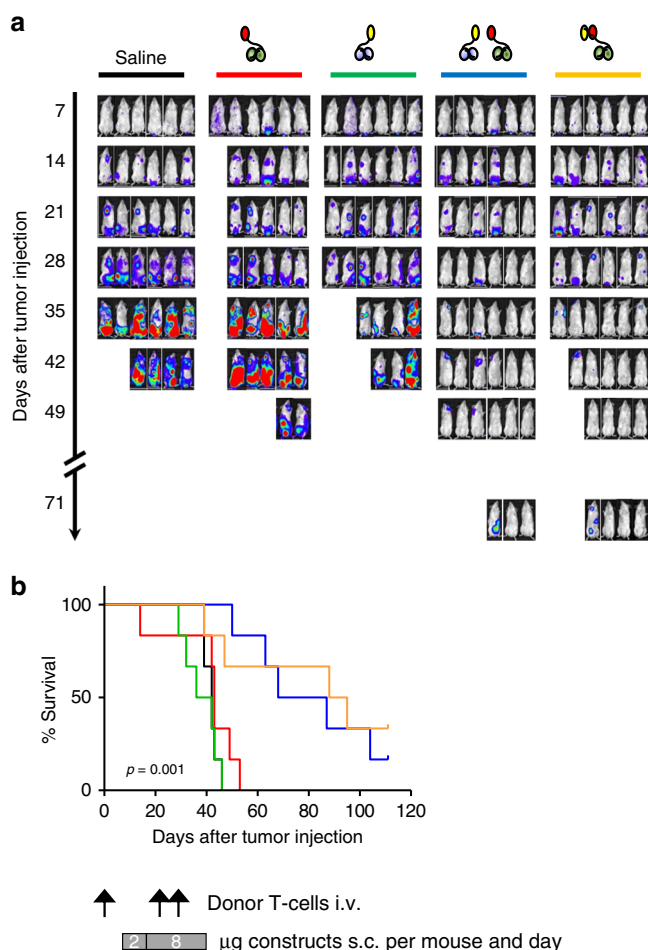 a
Saline
Days after tumor injection
7
14
21
28
35
42
49
71
b
% Survival
100
50
0
p = 0.001
0 20 40 60 80 100 120
Days after tumor injection
Donor T-cells i.v.
2 8 µg constructs s.c. per mouse and day